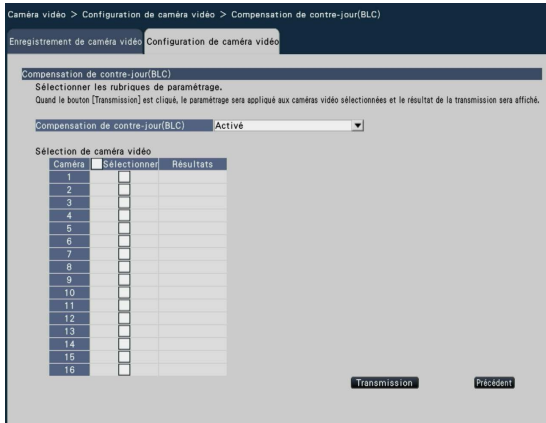 Caméra vidéo > Configuration de caméra vidéo > Compensation de contre-jour(BLC)
Enregistrement de caméra vidéo Configuration de caméra vidéo
Compensation de contre-jour(BLC)
Sélectionner les rubriques de paramétrage.
Quand le bouton [Transmission] est cliqué, le paramétrage sera appliqué aux caméras vidéo sélectionnées et le résultat de la transmission sera affiché.
Compensation de contre-jour(BLC) Activé
Sélection de caméra vidéo
Caméra Sélectionner Résultats
1
2
3
4
5
6
7
8
9
10
11
12
13
14
15
16
Transmission Précédent